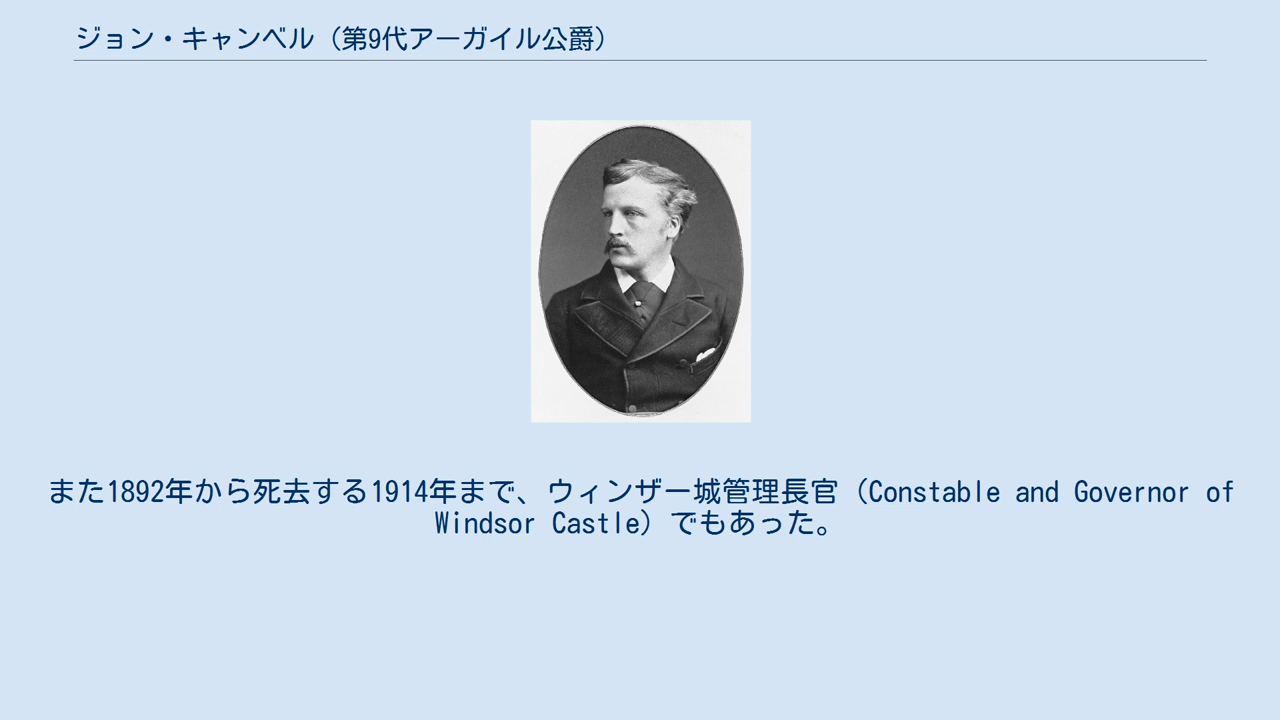 ジョン・キャンベル（第9代アーガイル公爵）
また1892年から死去する1914年まで、ウィンザー城管理長官（Constable and Governor of
Windsor Castle）でもあった。